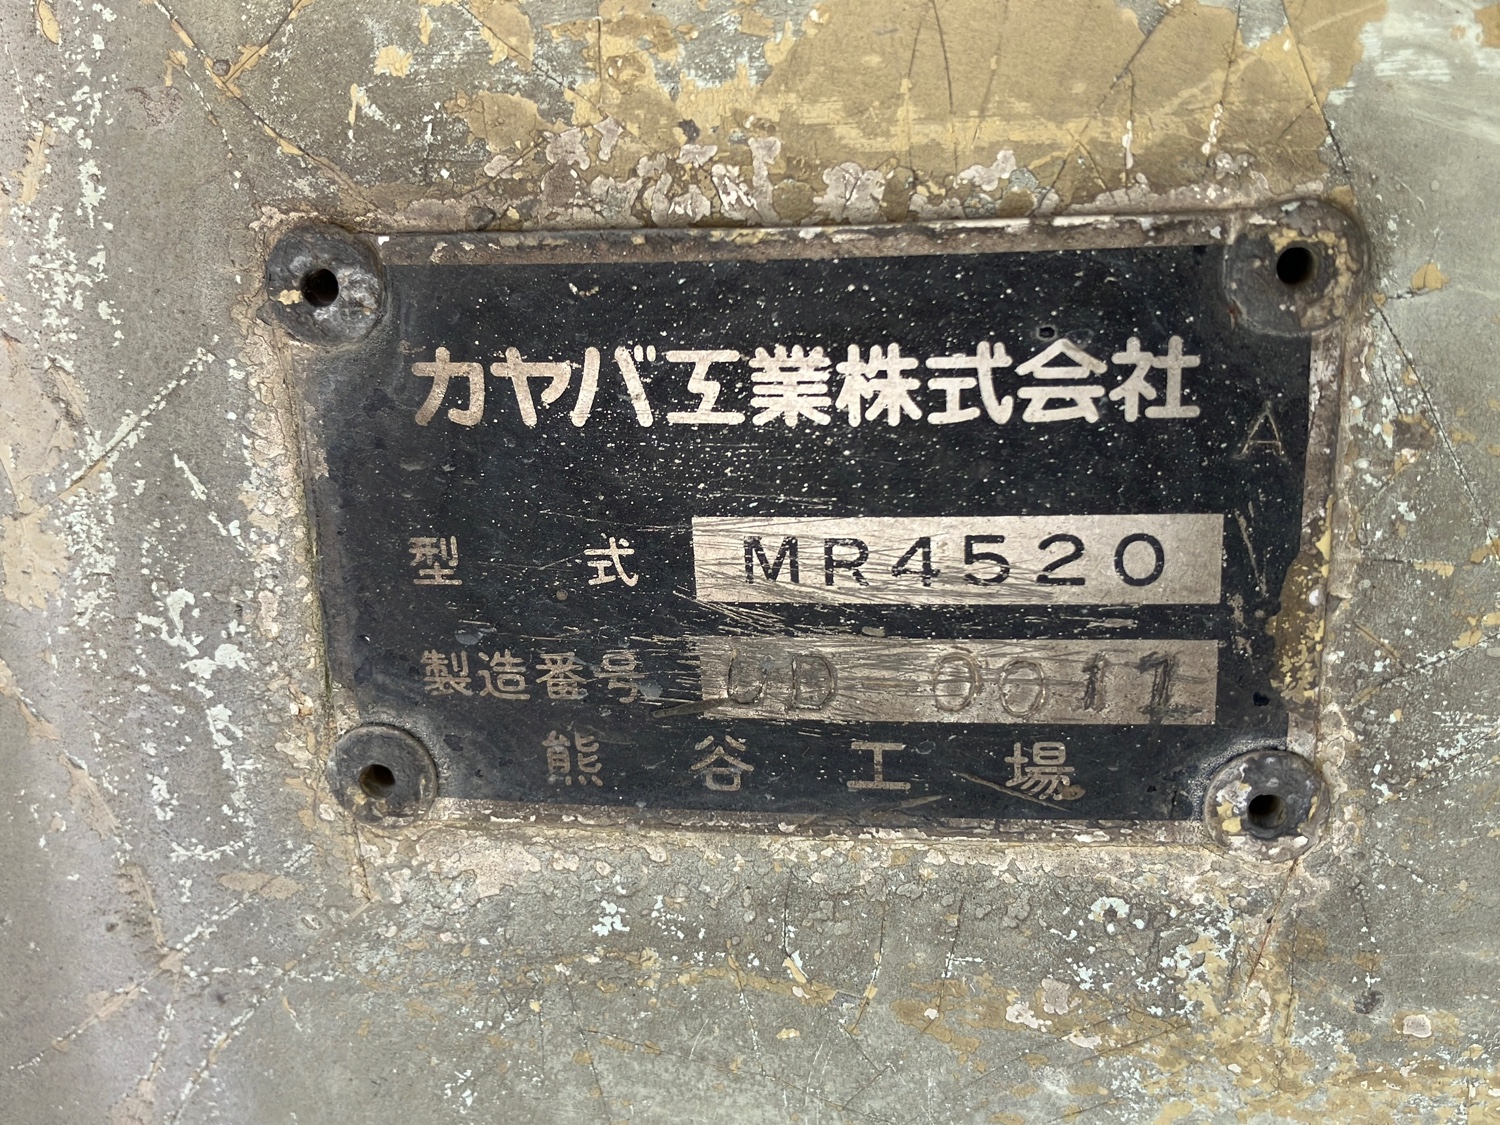 カヤバ工業株式会社
A
型式 MR4520
製造番号 0011
熊谷工場